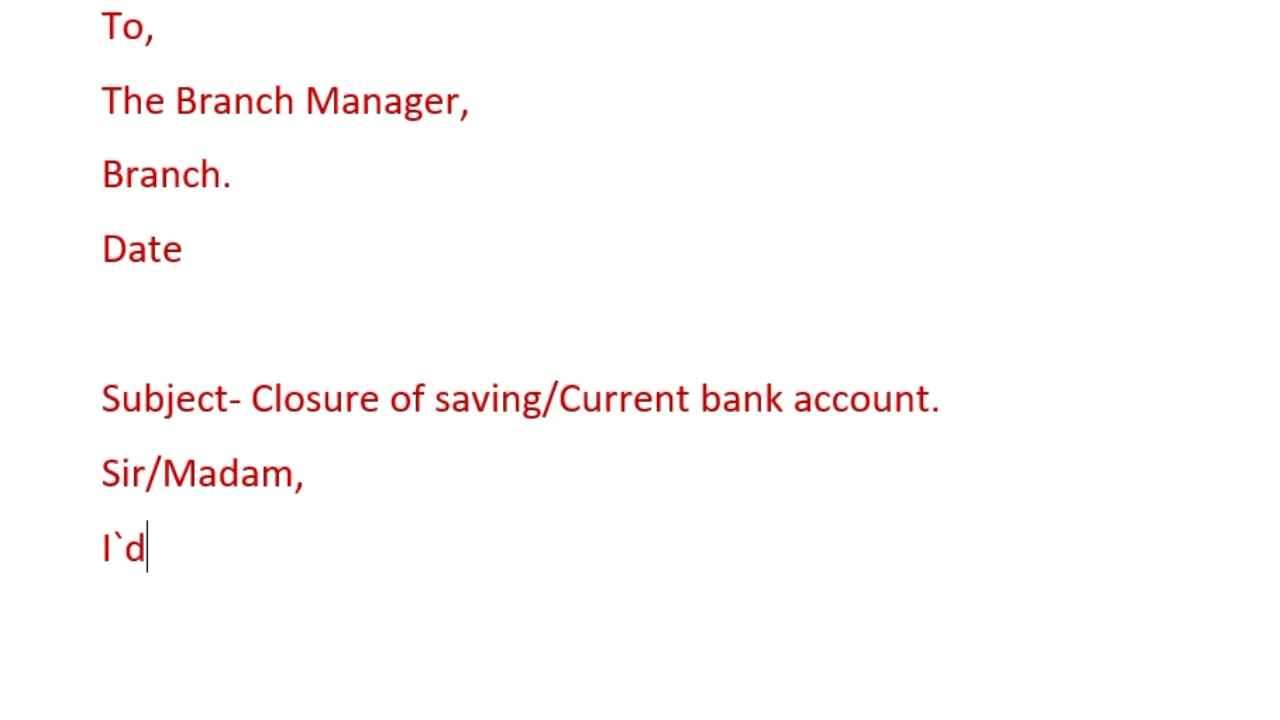 To,
The Branch Manager,
Branch.
Date
Subject- Closure of saving/Current bank account.
Sir/Madam,
I`d